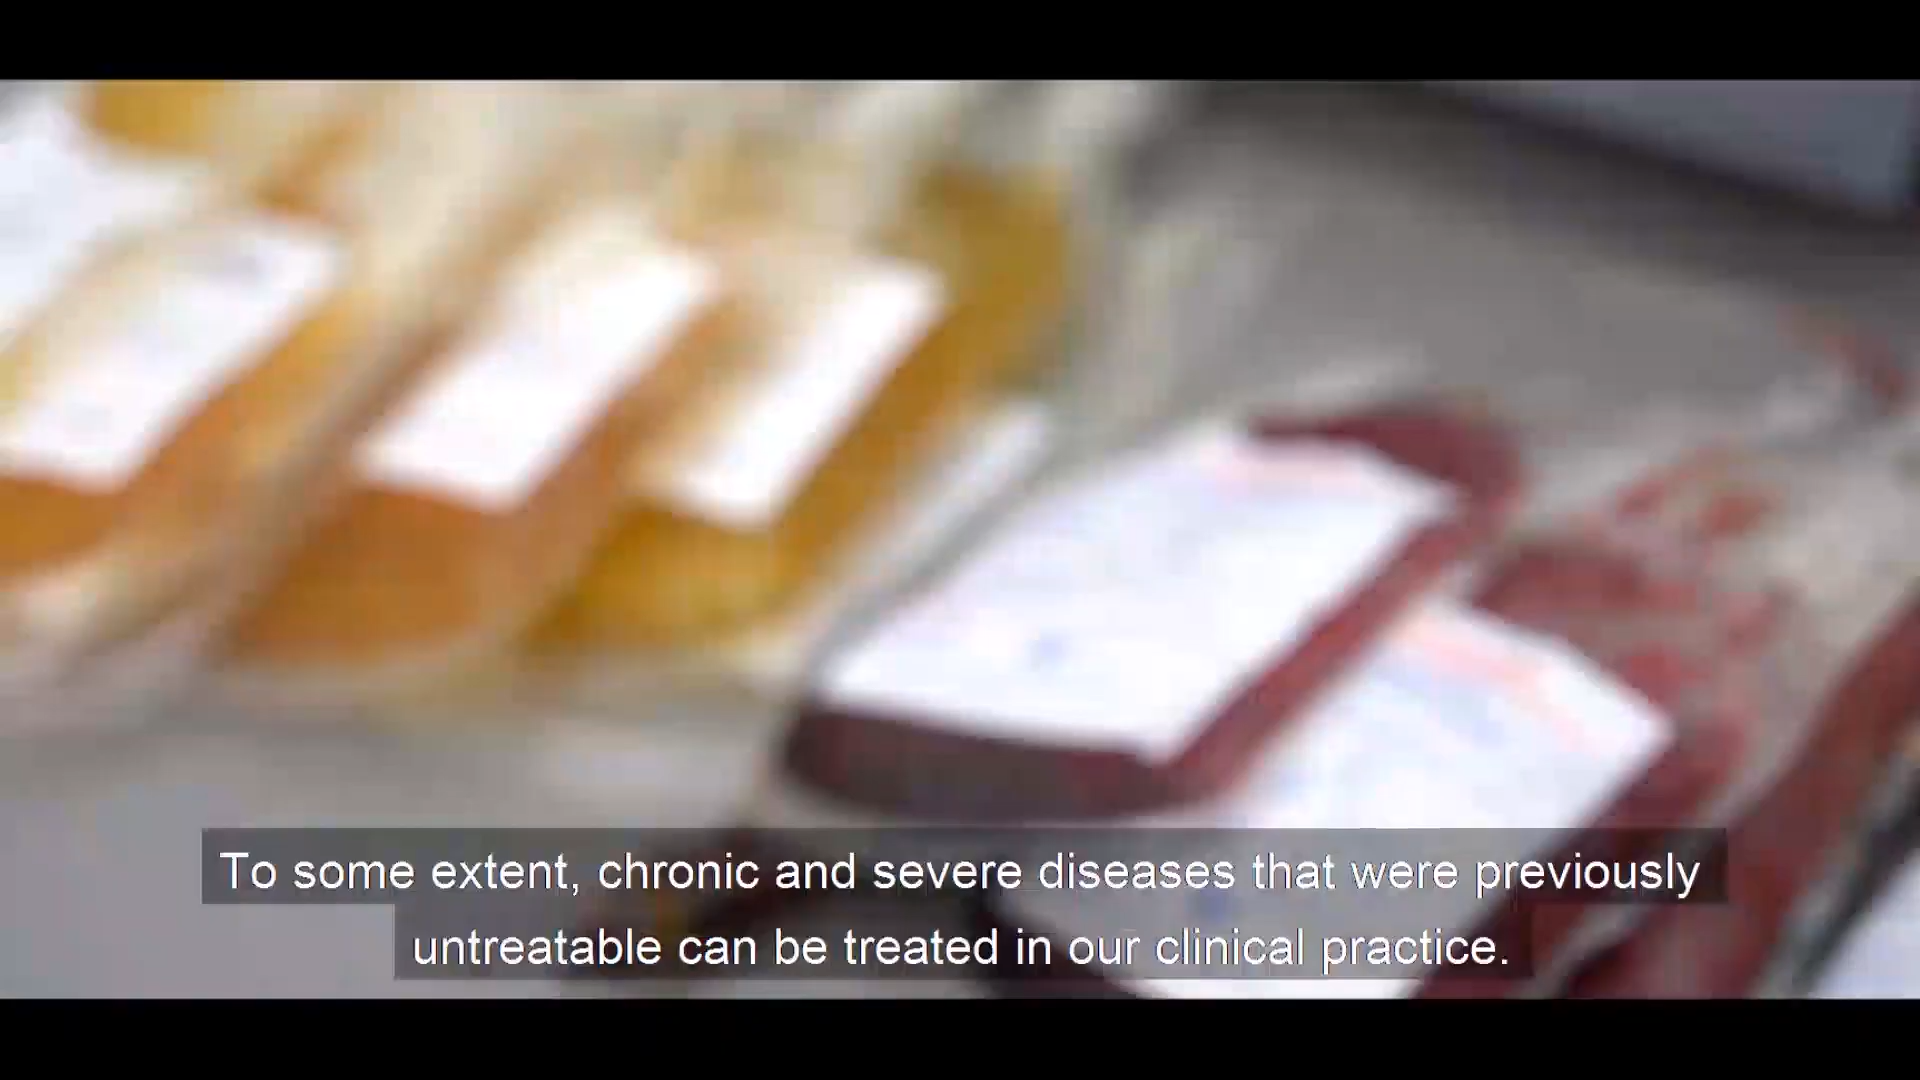 To some extent, chronic and severe diseases that were previously
untreatable can be treated in our clinical practice.